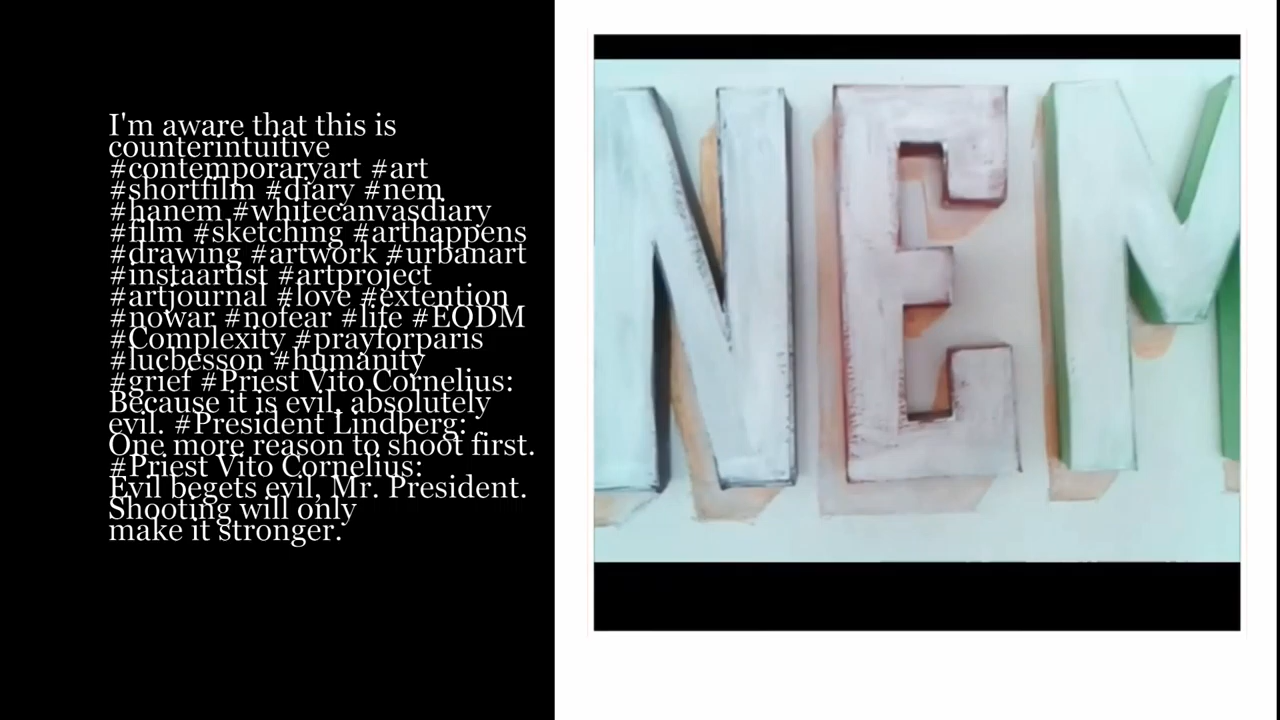 I'm aware that this is
counterintuitive
#contemporaryart #art
#shortfilm #diary #nem
#hanem #whitecanvasdiary
#film #sketching #arthappens
#drawing #artwork #urbanart
#instaartist #artproject
#artjournal #love #extention
#nowar #nofear #life #EQDM
#Complexity #prayforparis
#lucbesson #humanity
#grief #Priest Vito Cornelius:
Because it is evil, absolutely
evil. #President Lindberg:
One more reason to shoot first.
#Priest Vito Cornelius:
Evil begets evil, Mr. President.
Shooting will only
make it stronger.
NEM